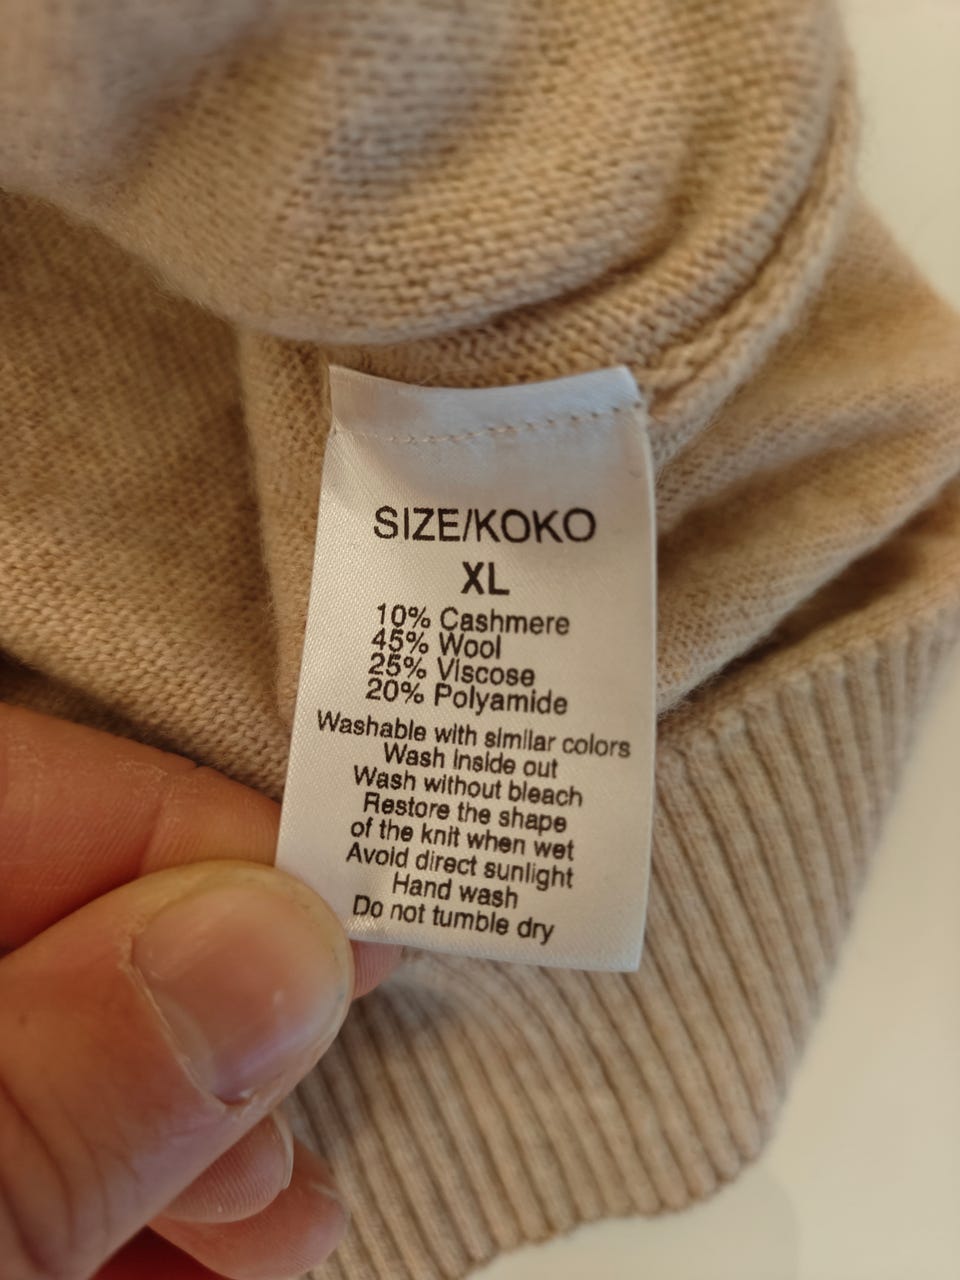 SIZE/KOKO
XL
10% Cashmere
45% Wool
25% Viscose
20% Polyamide
Washable with similar colors
Wash inside out
Wash without bleach
Restore the shape
of the knit when wet
Avoid direct sunlight
Hand wash
Do not tumble dry